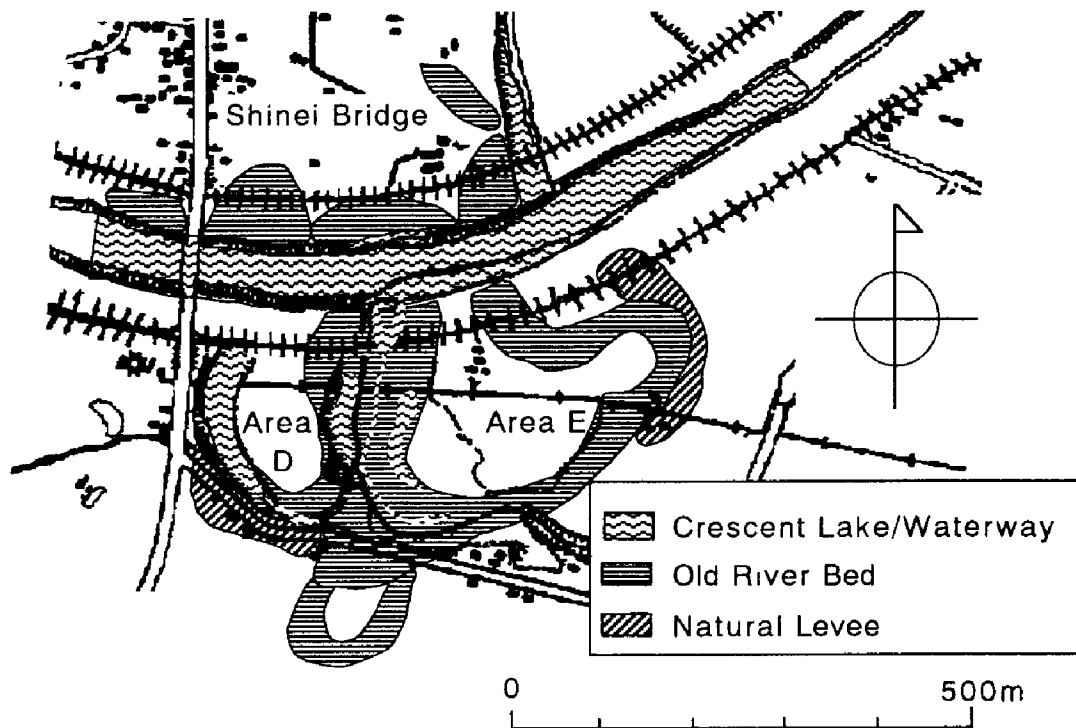 Shinei Bridge
Area
D
Area E
Crescent Lake/Waterway
Old River Bed
Natural Levee
0
500m